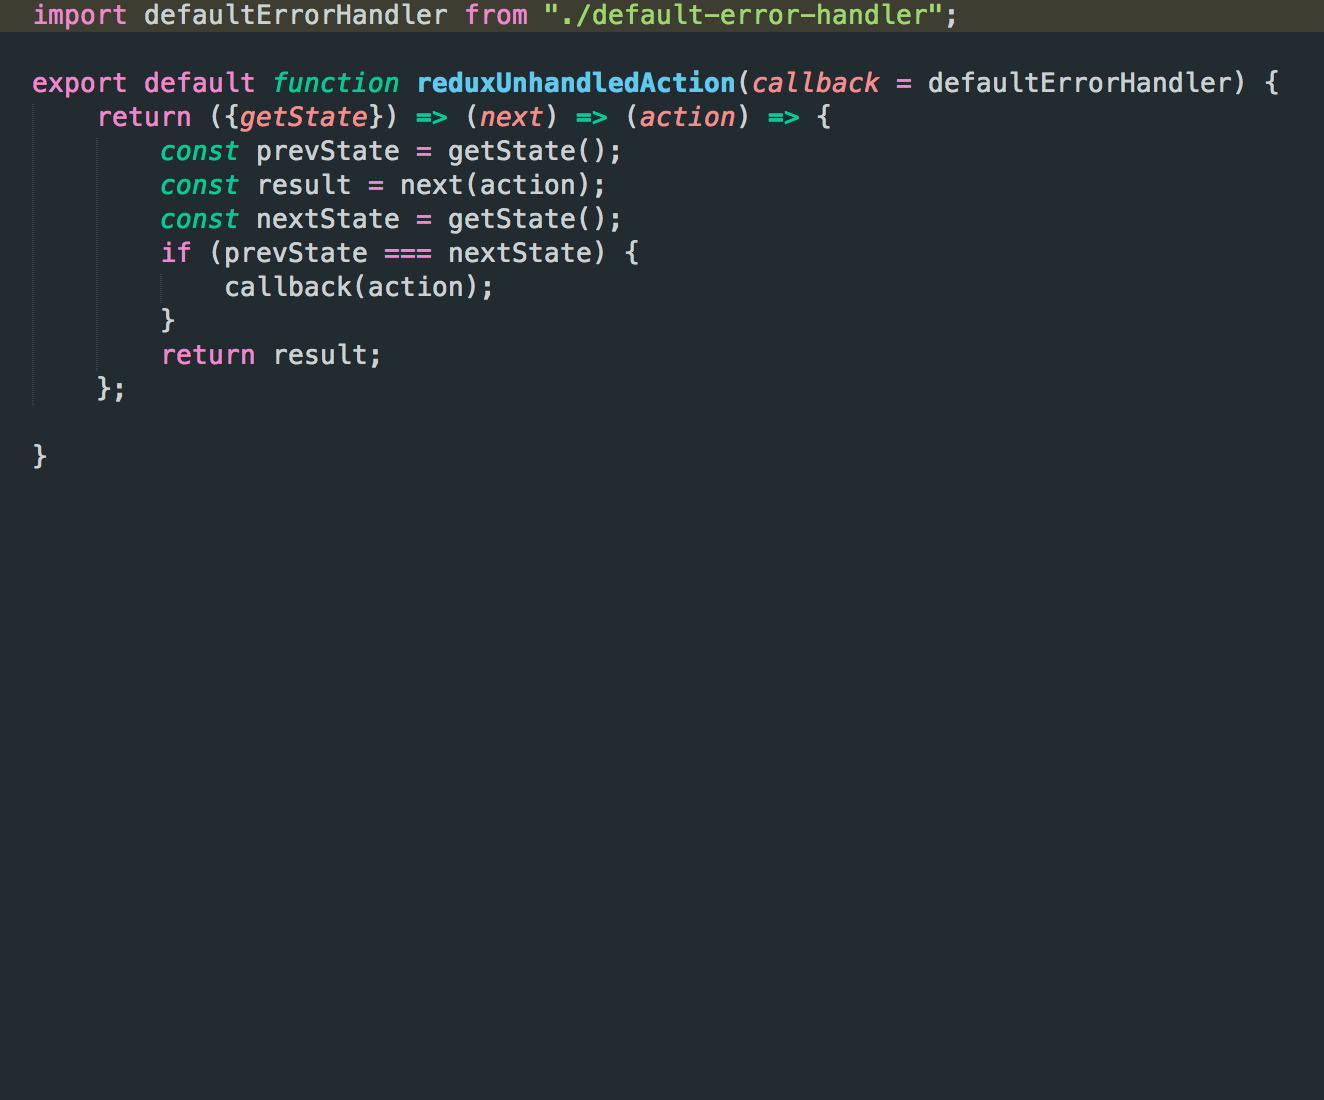 import defaultErrorHandler from "./default-error-handler";
export default function reduxUnhandledAction(callback = defaultErrorHandler) {
    return ({getState}) => (next) => (action) => {
        const prevState = getState();
        const result = next(action);
        const nextState = getState();
        if (prevState === nextState) {
            callback(action);
        }
        return result;
    };
}